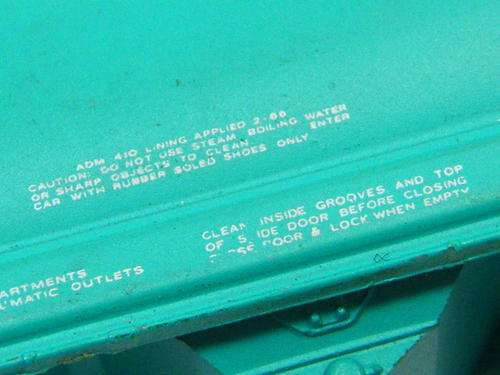 ADM 410 LINING APPLIED 2-66
CAUTION: DO NOT USE STEAM, BOILING WATER
OR SHARP OBJECTS TO CLEAN. ENTER
CAR WITH RUBBER SOLED SHOES ONLY
CLEAN INSIDE GROOVES AND TOP
OF SIDE DOOR BEFORE CLOSING
DOOR & LOCK WHEN EMPTY
ARTMENTS
MATIC OUTLETS